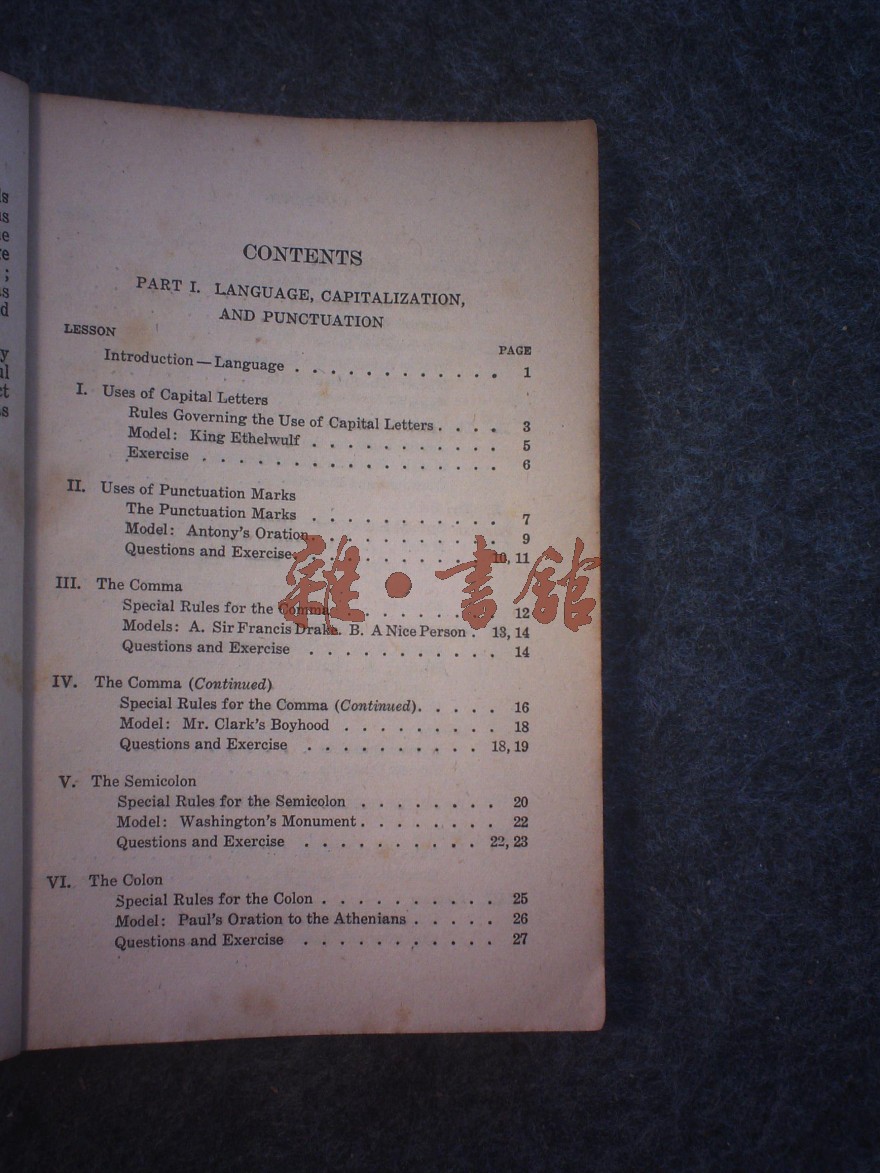 CONTENTS
PART I. LANGUAGE, CAPITALIZATION,
AND PUNCTUATION
LESSON
PAGE
Introduction — Language . . . . . . . . . . . . 1
I. Uses of Capital Letters
Rules Governing the Use of Capital Letters . . . . 3
Model: King Ethelwulf . . . . . . . . . . 5
Exercise . . . . . . . . . . . . . . . . 6
II. Uses of Punctuation Marks
The Punctuation Marks . . . . . . . . . . . 7
Model: Antony's Oration . . . . . . . . . . 9
Questions and Exercises . . . . . . . . . . 10, 11
III. The Comma
Special Rules for the Comma . . . . . . . . . 12
Models: A. Sir Francis Drake. B. A Nice Person . 13, 14
Questions and Exercise . . . . . . . . . . . 14
IV. The Comma (Continued)
Special Rules for the Comma (Continued) . . . . . 16
Model: Mr. Clark's Boyhood . . . . . . . . . 18
Questions and Exercise . . . . . . . . . . 18, 19
V. The Semicolon
Special Rules for the Semicolon . . . . . . . . 20
Model: Washington's Monument . . . . . . . . 22
Questions and Exercise . . . . . . . . . . 22, 23
VI. The Colon
Special Rules for the Colon . . . . . . . . . . 25
Model: Paul's Oration to the Athenians . . . . . 26
Questions and Exercise . . . . . . . . . . . 27
雜·書館